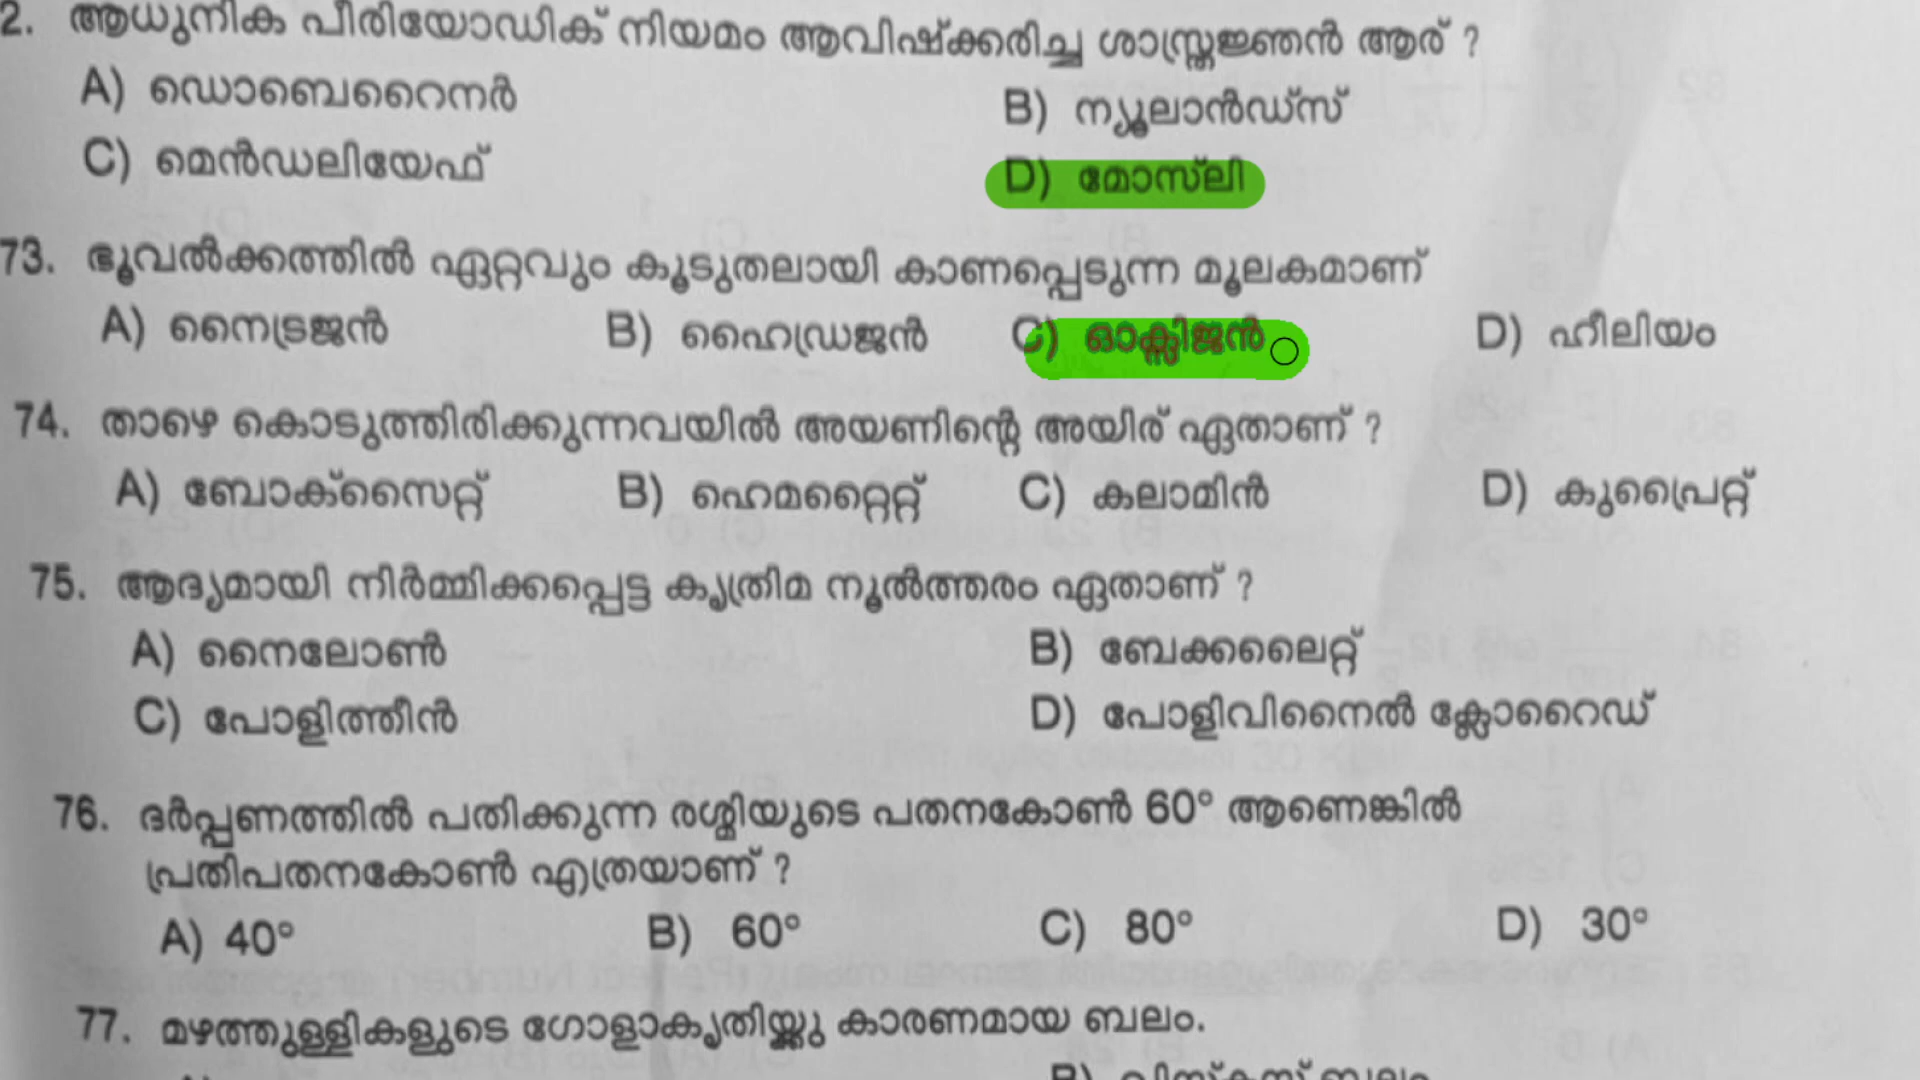 2. ആധുനിക പീരിയോഡിക് നിയമം ആവിഷ്ക്കരിച്ച ശാസ്ത്രജ്ഞൻ ആര് ?
A) ഡൊബെറൈനർ B) ന്യൂലാൻഡ്സ്
C) മെൻഡലിയേഫ് D) മോസ്‌ലി
73. ഭൂവൽക്കത്തിൽ ഏറ്റവും കൂടുതലായി കാണപ്പെടുന്ന മൂലകമാണ്
A) നൈട്രജൻ B) ഹൈഡ്രജൻ C) ഓക്സിജൻ D) ഹീലിയം
74. താഴെ കൊടുത്തിരിക്കുന്നവയിൽ അയണിന്റെ അയിര് ഏതാണ് ?
A) ബോക്സൈറ്റ് B) ഹെമറ്റൈറ്റ് C) കലാമിൻ D) കുപ്രൈറ്റ്
75. ആദ്യമായി നിർമ്മിക്കപ്പെട്ട കൃത്രിമ നൂൽത്തരം ഏതാണ് ?
A) നൈലോൺ B) ബേക്കലൈറ്റ്
C) പോളിത്തീൻ D) പോളിവിനൈൽ ക്ലോറൈഡ്
76. ദർപ്പണത്തിൽ പതിക്കുന്ന രശ്മിയുടെ പതനകോൺ 60° ആണെങ്കിൽ
പ്രതിപതനകോൺ എത്രയാണ് ?
A) 40° B) 60° C) 80° D) 30°
77. മഴത്തുള്ളികളുടെ ഗോളാകൃതിയ്ക്കു കാരണമായ ബലം.